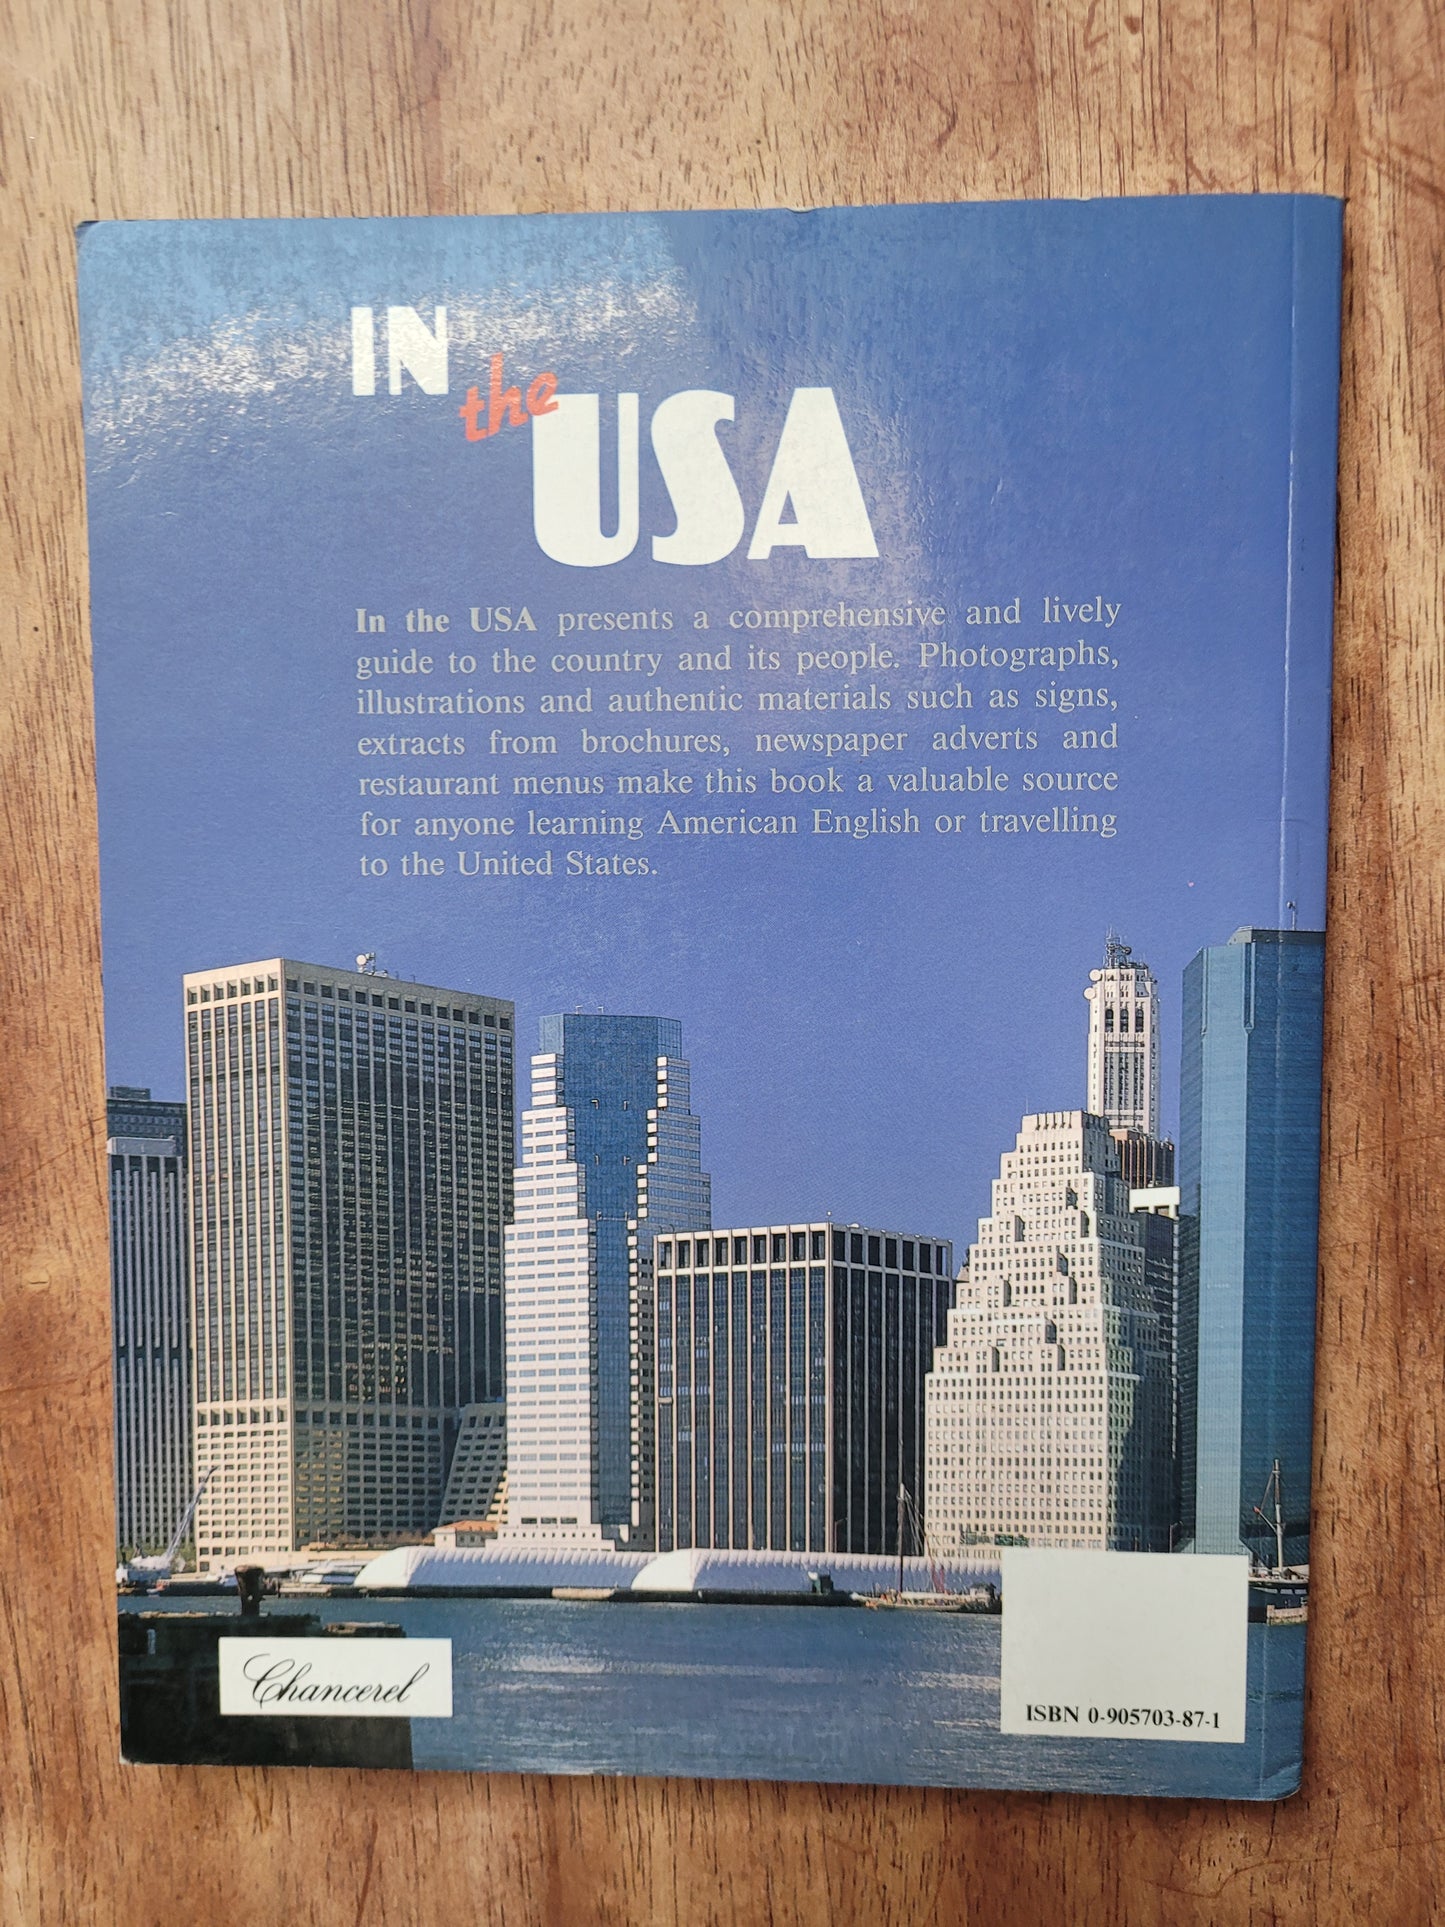 IN
the
USA
In the USA presents a comprehensive and lively
guide to the country and its people. Photographs,
illustrations and authentic materials such as signs,
extracts from brochures, newspaper adverts and
restaurant menus make this book a valuable source
for anyone learning American English or travelling
to the United States.
Chancerel
ISBN 0-905703-87-1